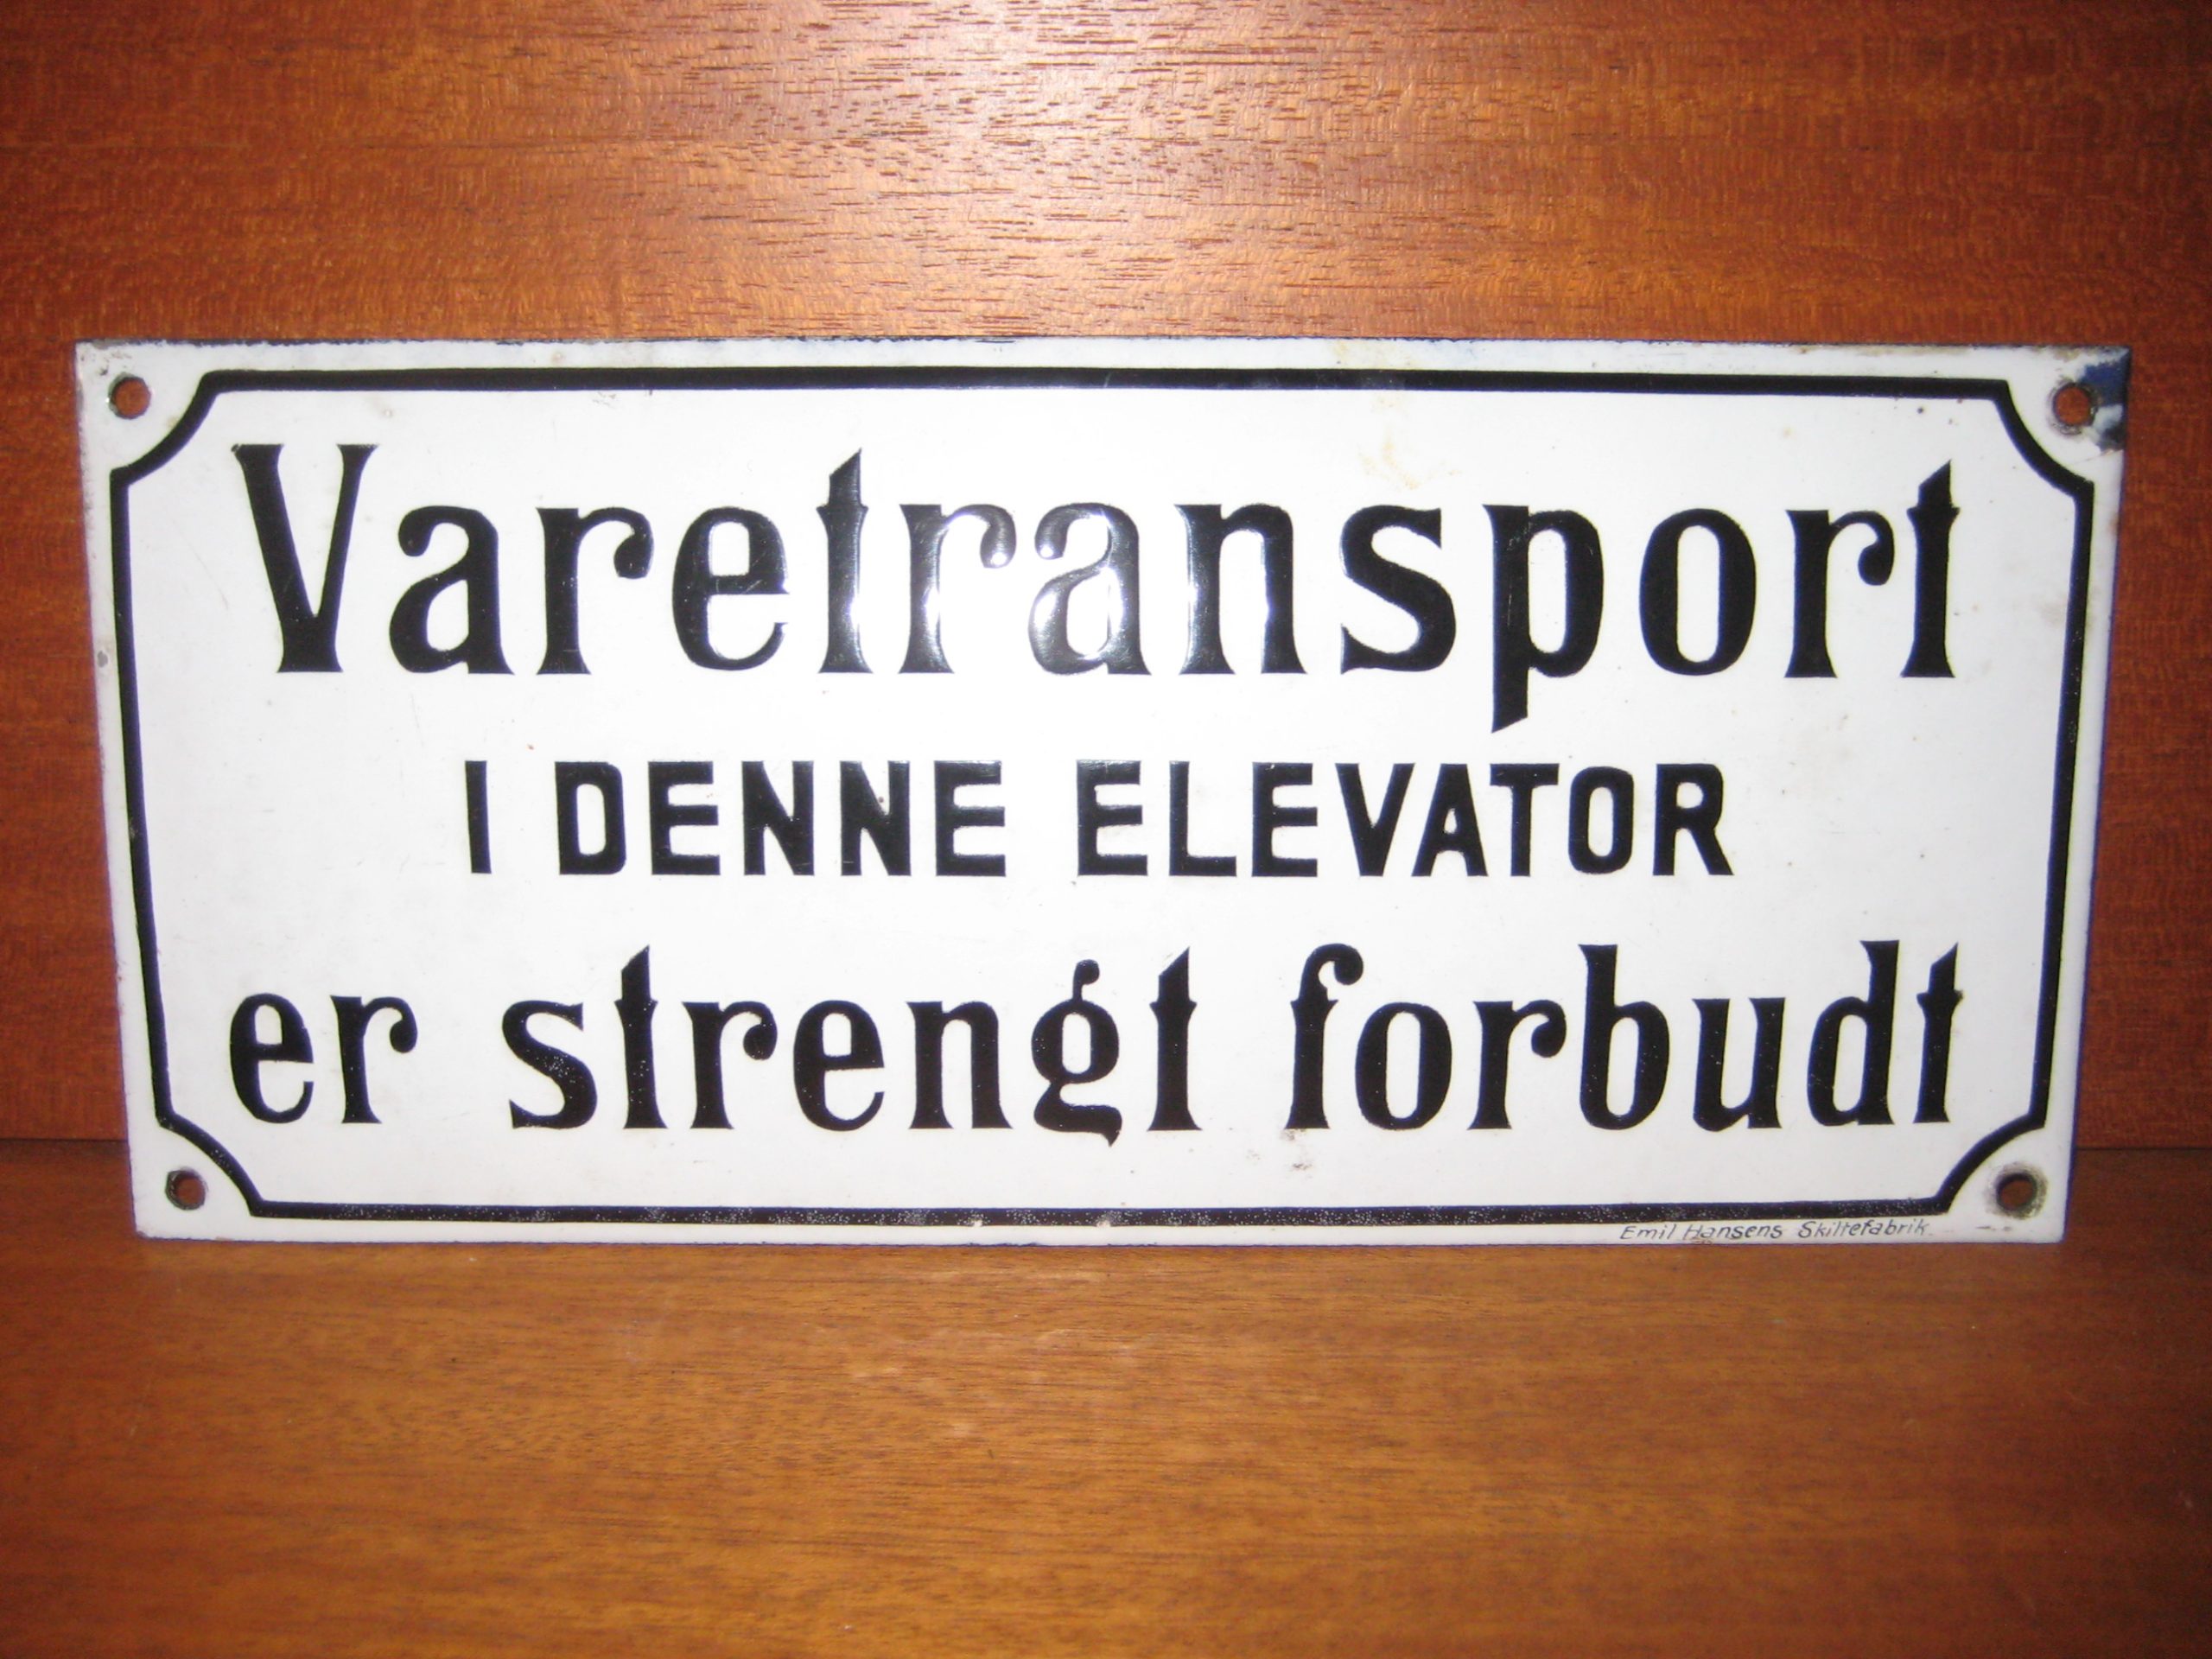 Varetransport
I DENNE ELEVATOR
er strengt forbudt
Emil Hansens Skiltefabrik.